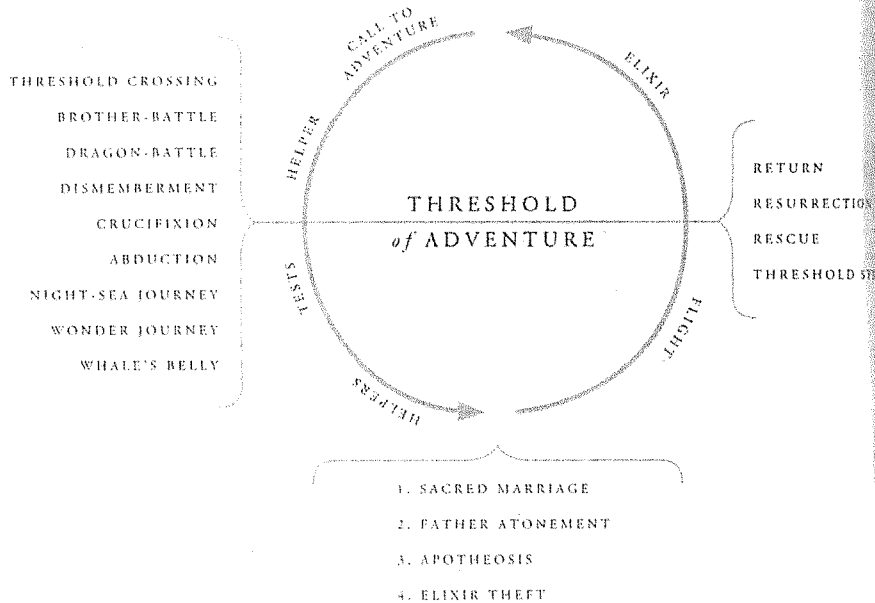 CALL TO
ADVENTURE
HELPER
TESTS
HELPERS
FLIGHT
ELIXIR
THRESHOLD
of ADVENTURE
THRESHOLD CROSSING
BROTHER-BATTLE
DRAGON-BATTLE
DISMEMBERMENT
CRUCIFIXION
ABDUCTION
NIGHT-SEA JOURNEY
WONDER JOURNEY
WHALE'S BELLY
RETURN
RESURRECTION
RESCUE
THRESHOLD
1. SACRED MARRIAGE
2. FATHER ATONEMENT
3. APOTHEOSIS
4. ELIXIR THEFT